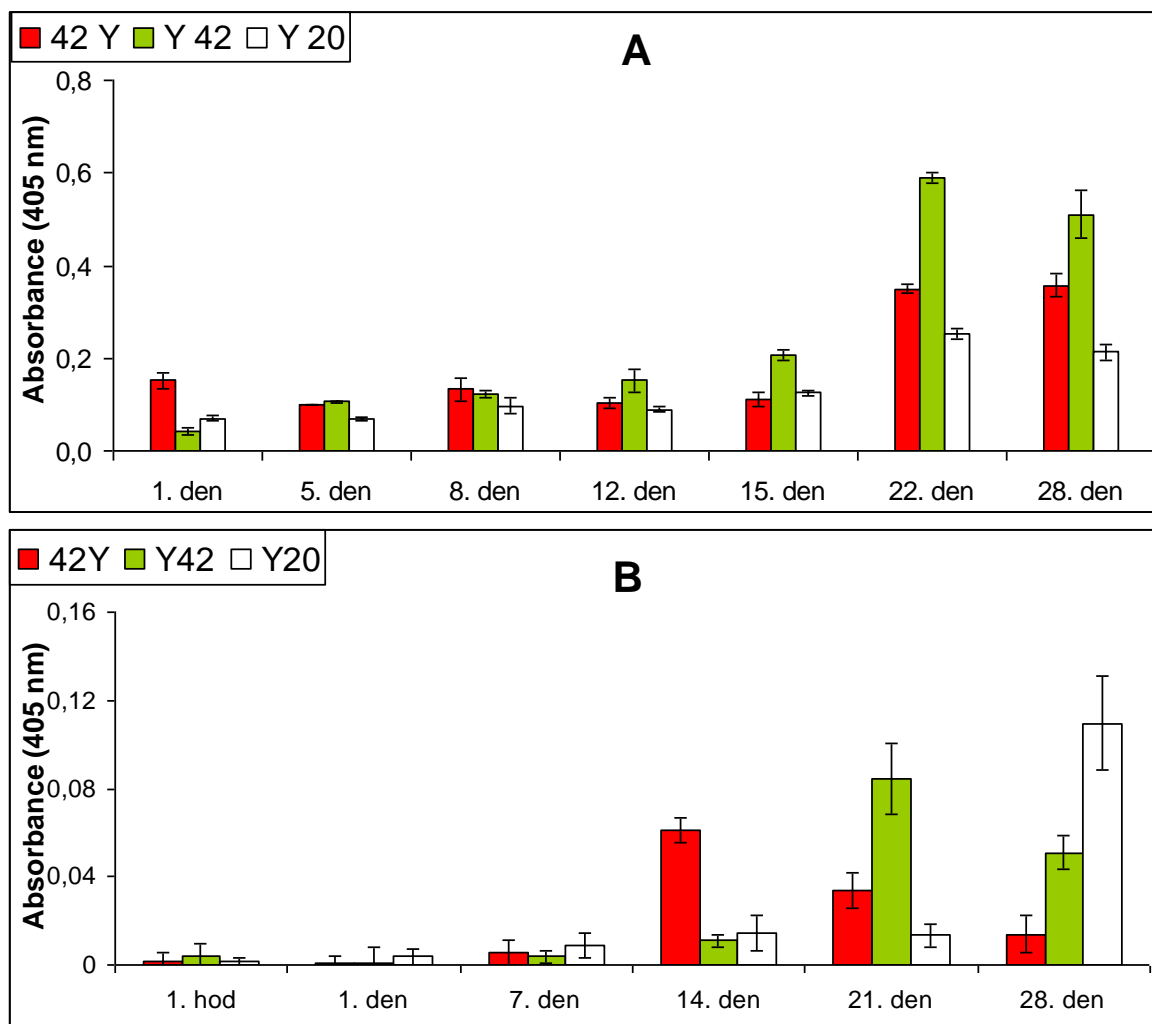 42 Y Y 42 Y 20
A
Absorbance (405 nm)
0,8
0,6
0,4
0,2
0,0
1. den 5. den 8. den 12. den 15. den 22. den 28. den
42Y Y42 Y20
B
Absorbance (405 nm)
0,16
0,12
0,08
0,04
0
1. hod 1. den 7. den 14. den 21. den 28. den